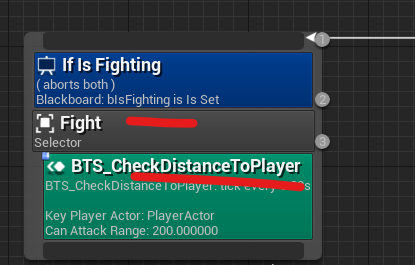 1
If Is Fighting
( aborts both )
Blackboard: bIsFighting is Is Set
2
Fight
3
Selector
BTS_CheckDistanceToPlayer
BTS_CheckDistanceToPlayer: tick every
Key Player Actor: PlayerActor
Can Attack Range: 200.000000